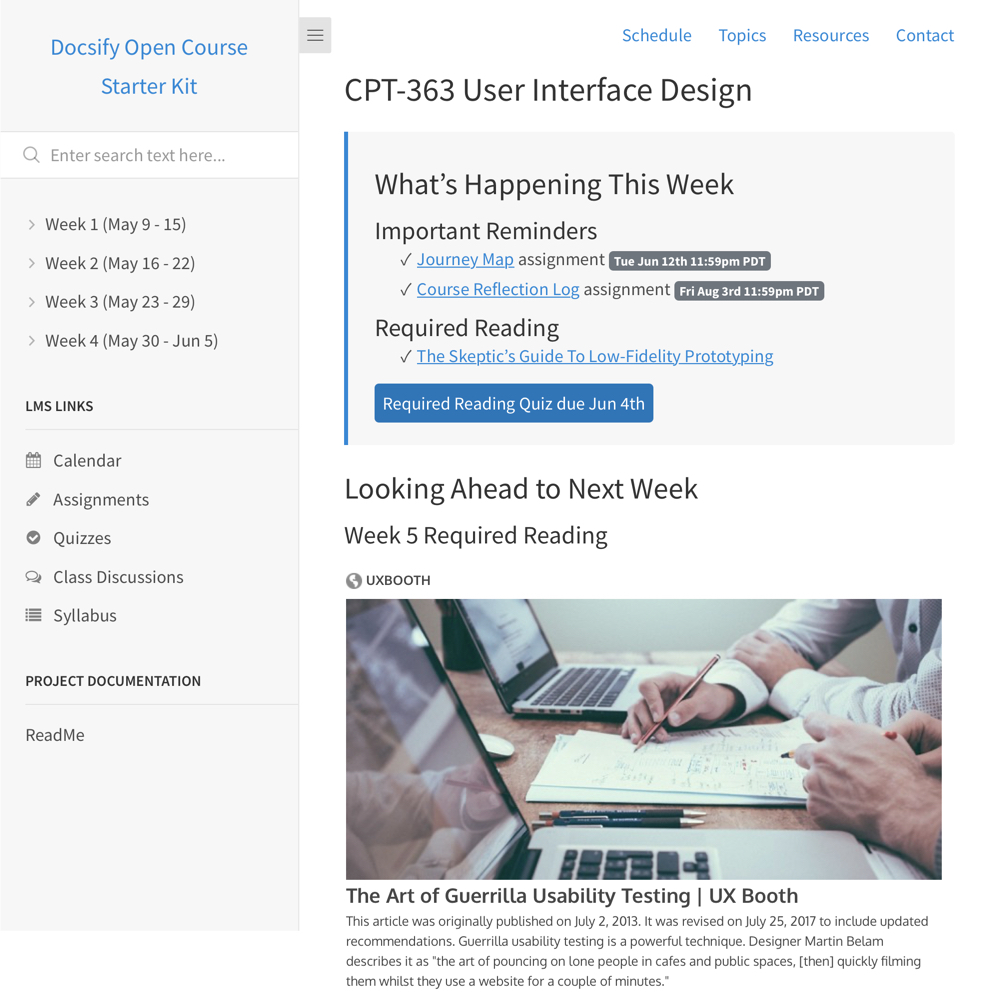 Docsify Open Course
Starter Kit
Enter search text here...
Week 1 (May 9 - 15)
Week 2 (May 16 - 22)
Week 3 (May 23 - 29)
Week 4 (May 30 - Jun 5)
LMS LINKS
Calendar
Assignments
Quizzes
Class Discussions
Syllabus
PROJECT DOCUMENTATION
ReadMe
Schedule Topics Resources Contact
CPT-363 User Interface Design
What’s Happening This Week
Important Reminders
✓ Journey Map assignment Tue Jun 12th 11:59pm PDT
✓ Course Reflection Log assignment Fri Aug 3rd 11:59pm PDT
Required Reading
✓ The Skeptic’s Guide To Low-Fidelity Prototyping
Required Reading Quiz due Jun 4th
Looking Ahead to Next Week
Week 5 Required Reading
UXBOOTH
The Art of Guerrilla Usability Testing | UX Booth
This article was originally published on July 2, 2013. It was revised on July 25, 2017 to include updated
recommendations. Guerrilla usability testing is a powerful technique. Designer Martin Belam
describes it as "the art of pouncing on lone people in cafes and public spaces, [then] quickly filming
them whilst they use a website for a couple of minutes."